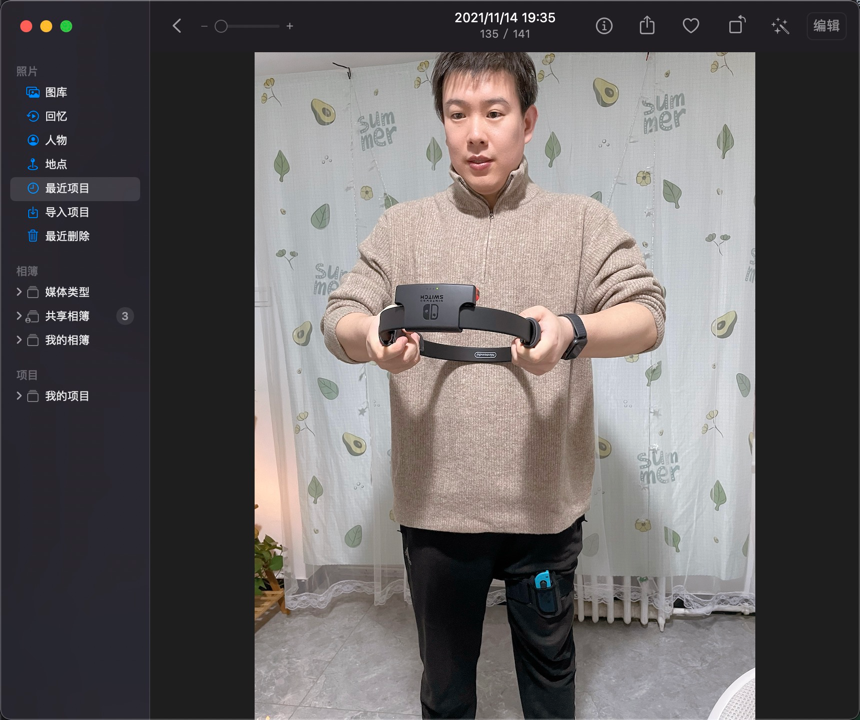 2021/11/14 19:35
135 / 141
编辑
照片
图库
回忆
人物
地点
最近项目
导入项目
最近删除
相簿
媒体类型
共享相簿
3
我的相簿
项目
我的项目
summer
summer
summer
summer
SWITCH
Nintendo